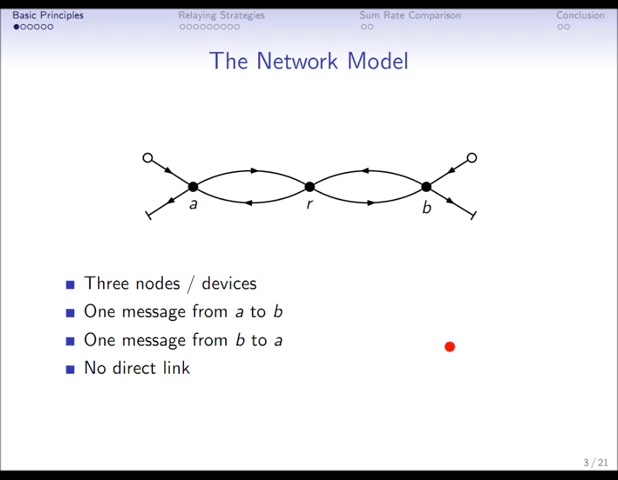 Basic Principles Relaying Strategies Sum Rate Comparison Conclusion
The Network Model
a r b
Three nodes / devices
One message from a to b
One message from b to a
No direct link
3 / 21